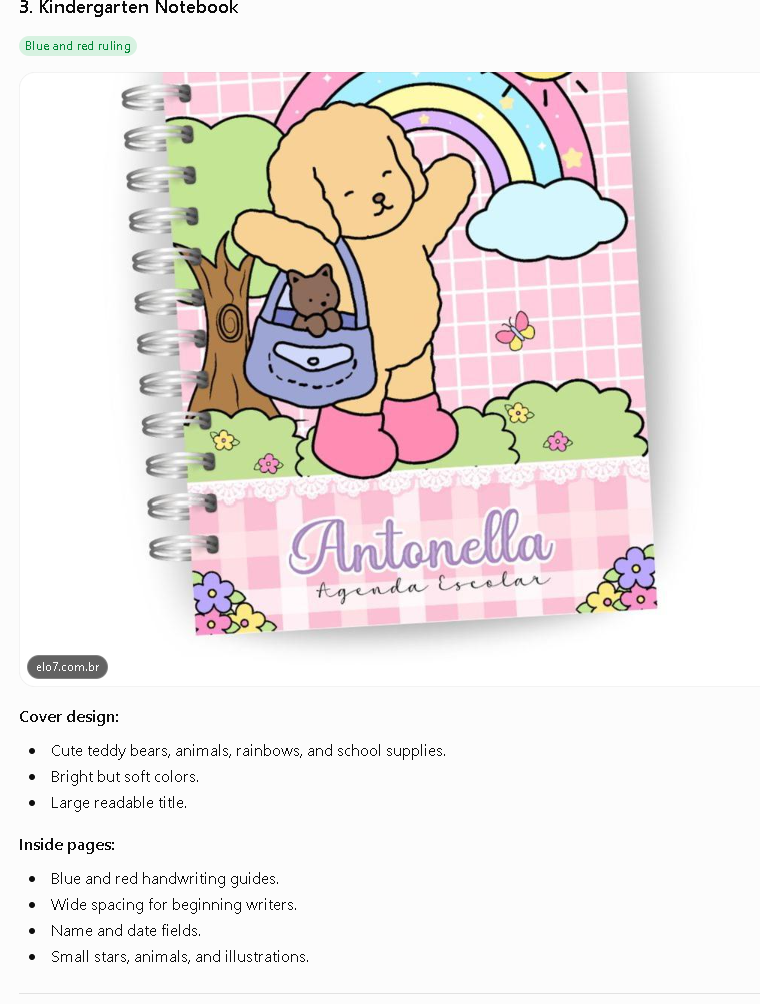 3. Kindergarten Notebook
Blue and red ruling
Antonella
Agenda Escolar
elo7.com.br
Cover design:
Cute teddy bears, animals, rainbows, and school supplies.
Bright but soft colors.
Large readable title.
Inside pages:
Blue and red handwriting guides.
Wide spacing for beginning writers.
Name and date fields.
Small stars, animals, and illustrations.